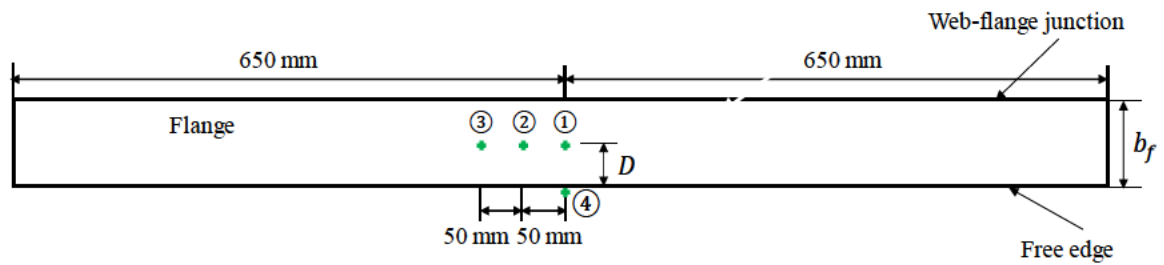 Web-flange junction
650 mm
650 mm
Flange
③
②
①
D
b_f
④
50 mm
50 mm
Free edge